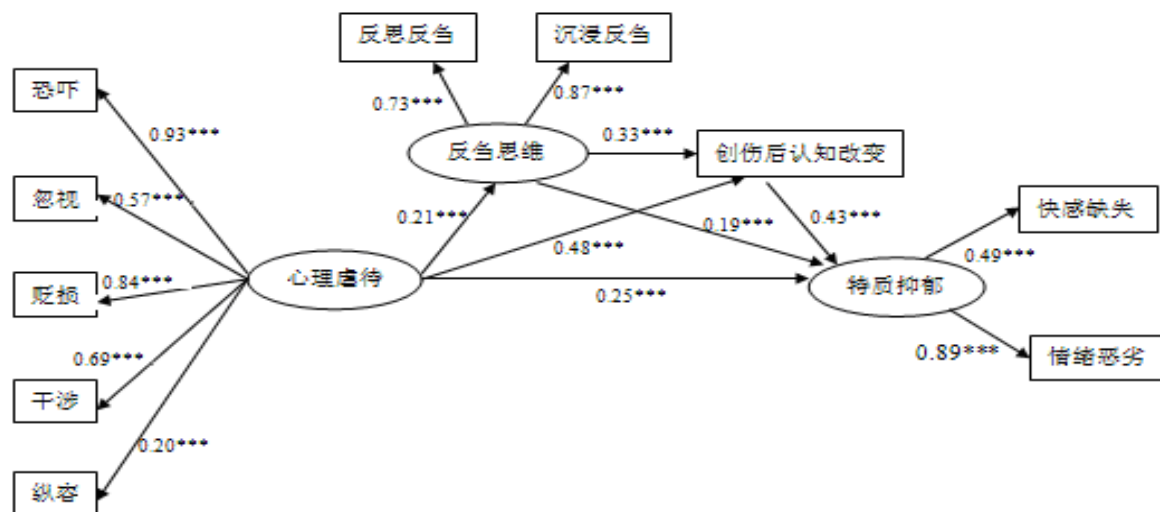 反思反刍
沉浸反刍
恐吓
0.73***
0.87***
0.93***
反刍思维
0.33***
创伤后认知改变
忽视
0.57***
0.21***
0.19***
0.43***
快感缺失
0.48***
0.49***
贬损
0.84***
心理虐待
0.25***
特质抑郁
0.69***
0.89***
情绪恶劣
干涉
0.20***
纵容